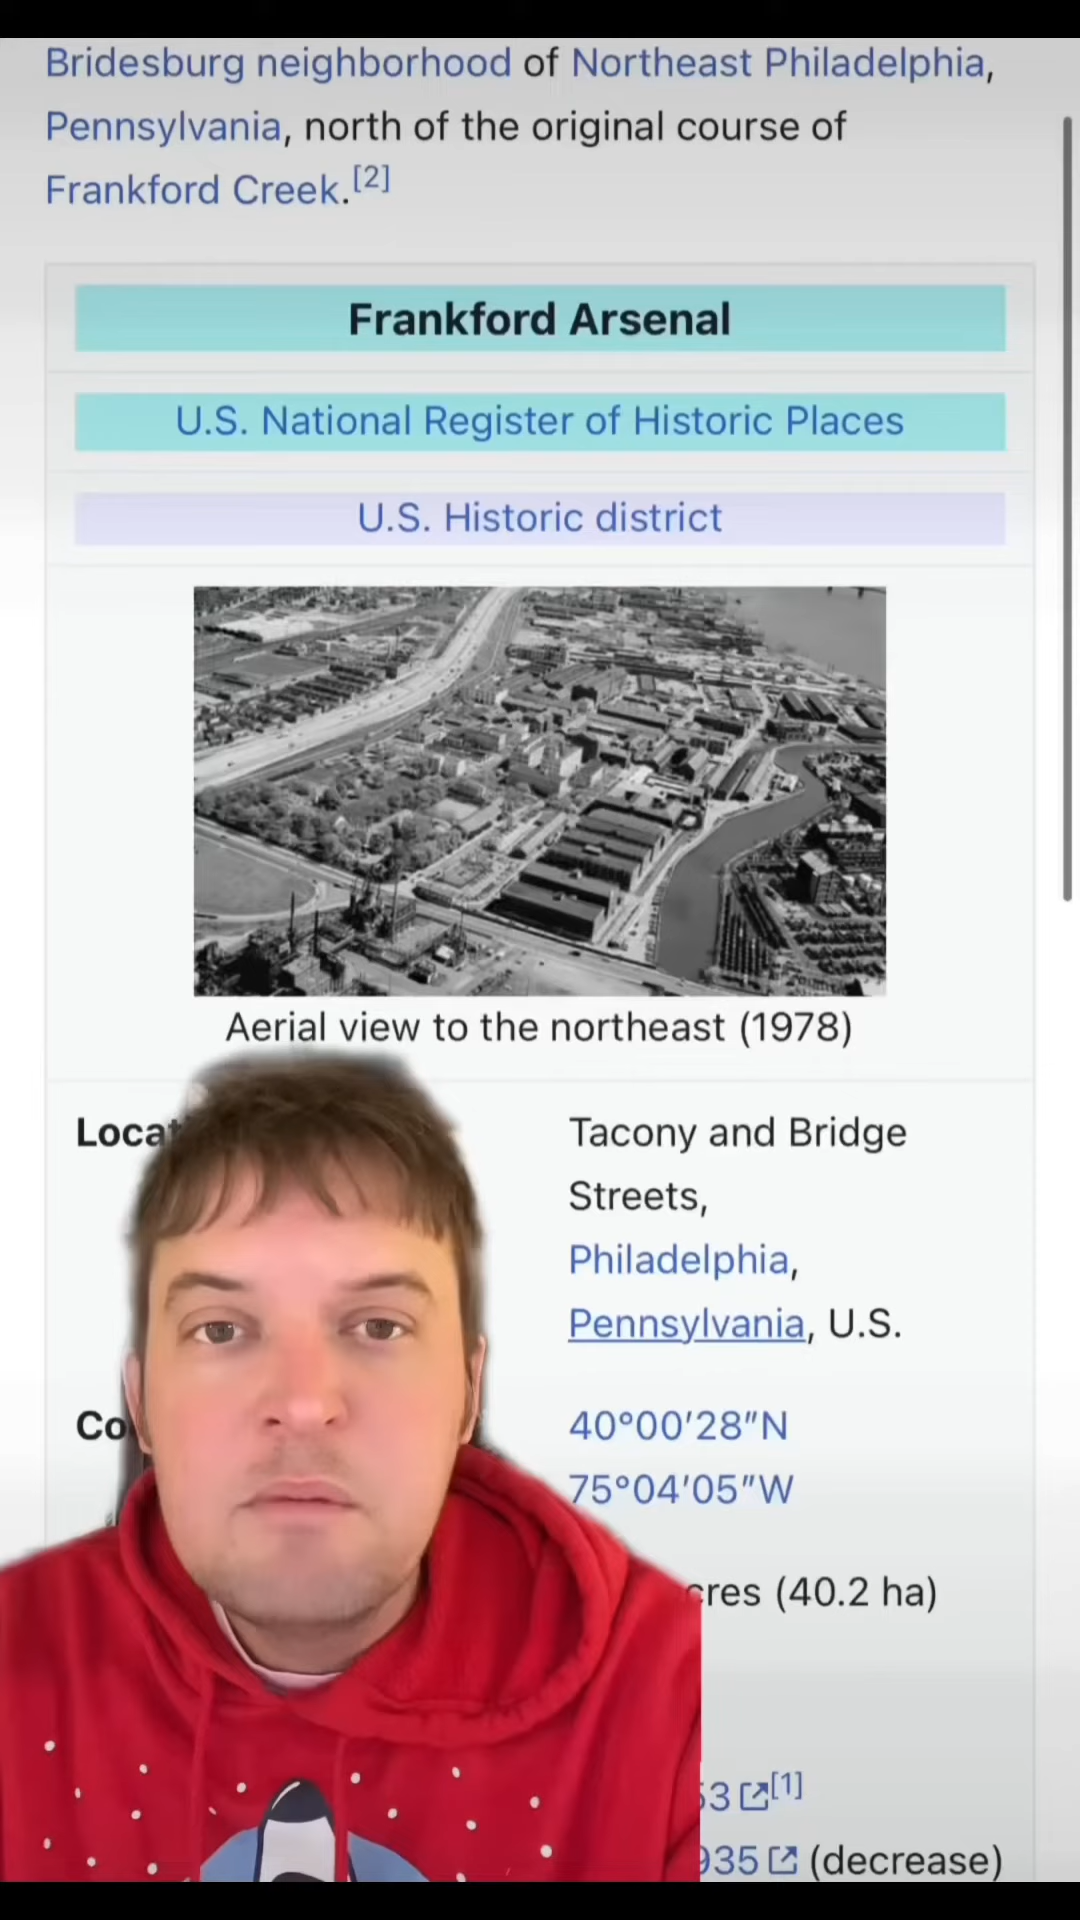 Bridesburg neighborhood of Northeast Philadelphia,
Pennsylvania, north of the original course of
Frankford Creek.[2]
Frankford Arsenal
U.S. National Register of Historic Places
U.S. Historic district
Aerial view to the northeast (1978)
Tacony and Bridge
Streets,
Philadelphia,
Pennsylvania, U.S.
40°00′28″N
75°04′05″W
(40.2 ha)
[1]
(decrease)